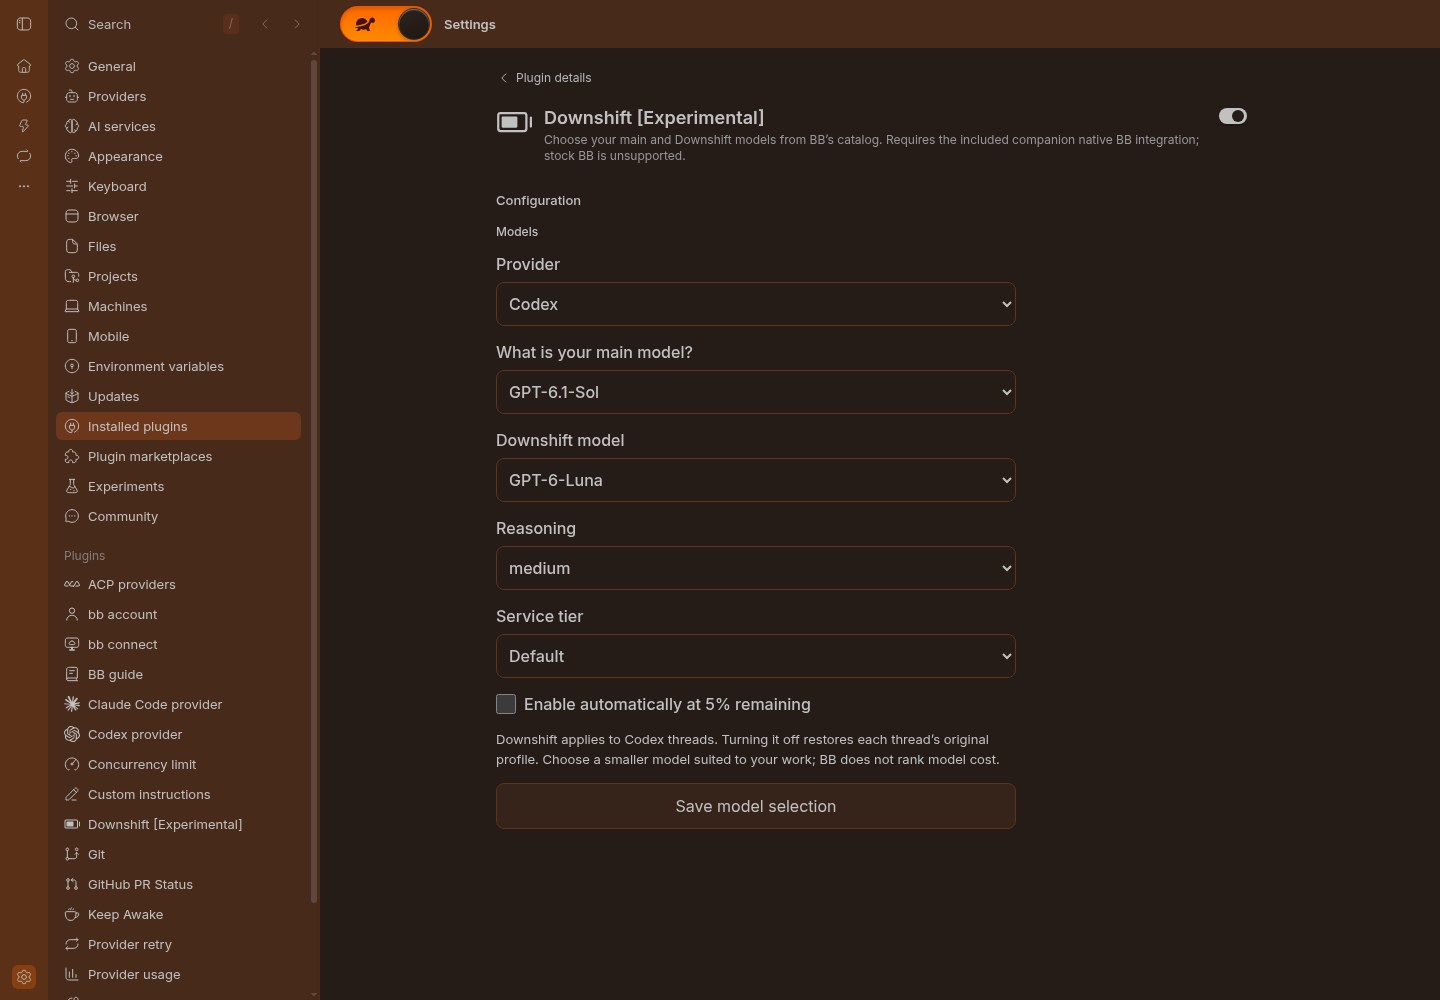 Search
/
Settings
General
Providers
AI services
Appearance
Keyboard
Browser
Files
Projects
Machines
Mobile
Environment variables
Updates
Installed plugins
Plugin marketplaces
Experiments
Community
Plugins
ACP providers
bb account
bb connect
BB guide
Claude Code provider
Codex provider
Concurrency limit
Custom instructions
Downshift [Experimental]
Git
GitHub PR Status
Keep Awake
Provider retry
Provider usage
Plugin details
Downshift [Experimental]
Choose your main and Downshift models from BB’s catalog. Requires the included companion native BB integration;
stock BB is unsupported.
Configuration
Models
Provider
Codex
What is your main model?
GPT-6.1-Sol
Downshift model
GPT-6-Luna
Reasoning
medium
Service tier
Default
Enable automatically at 5% remaining
Downshift applies to Codex threads. Turning it off restores each thread’s original
profile. Choose a smaller model suited to your work; BB does not rank model cost.
Save model selection